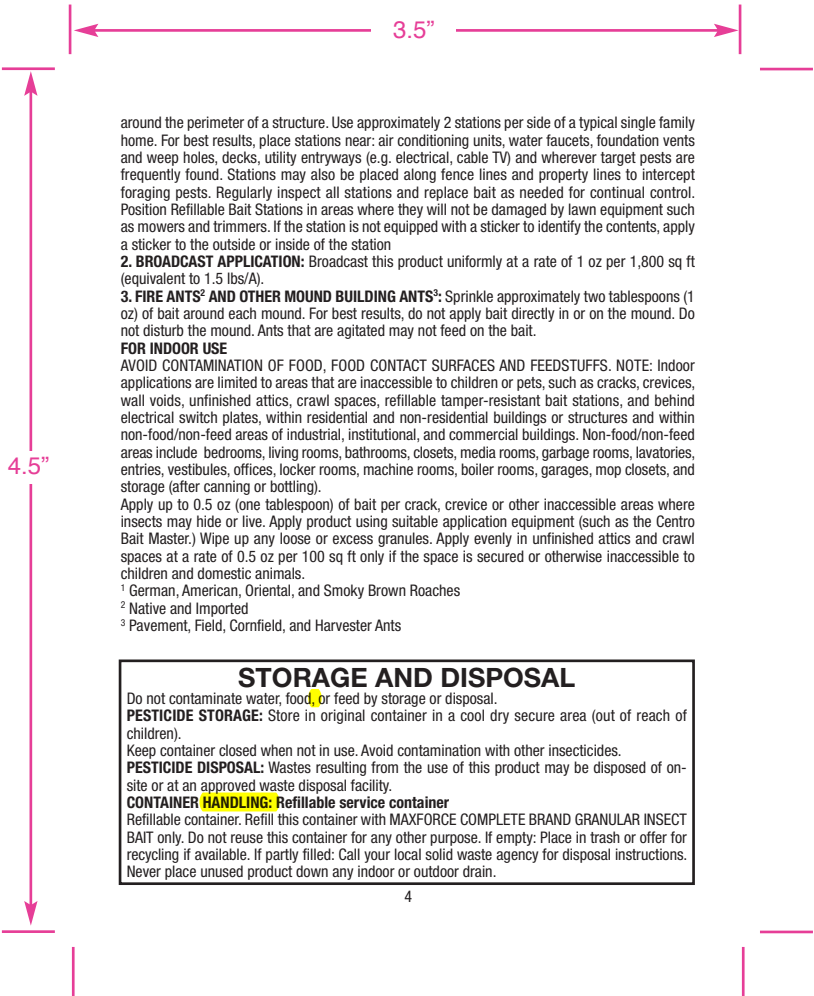 3.5”
4.5”
around the perimeter of a structure. Use approximately 2 stations per side of a typical single family
home. For best results, place stations near: air conditioning units, water faucets, foundation vents
and weep holes, decks, utility entryways (e.g. electrical, cable TV) and wherever target pests are
frequently found. Stations may also be placed along fence lines and property lines to intercept
foraging pests. Regularly inspect all stations and replace bait as needed for continual control.
Position Refillable Bait Stations in areas where they will not be damaged by lawn equipment such
as mowers and trimmers. If the station is not equipped with a sticker to identify the contents, apply
a sticker to the outside or inside of the station
2. BROADCAST APPLICATION: Broadcast this product uniformly at a rate of 1 oz per 1,800 sq ft
(equivalent to 1.5 lbs/A).
3. FIRE ANTS² AND OTHER MOUND BUILDING ANTS³: Sprinkle approximately two tablespoons (1
oz) of bait around each mound. For best results, do not apply bait directly in or on the mound. Do
not disturb the mound. Ants that are agitated may not feed on the bait.
FOR INDOOR USE
AVOID CONTAMINATION OF FOOD, FOOD CONTACT SURFACES AND FEEDSTUFFS. NOTE: Indoor
applications are limited to areas that are inaccessible to children or pets, such as cracks, crevices,
wall voids, unfinished attics, crawl spaces, refillable tamper-resistant bait stations, and behind
electrical switch plates, within residential and non-residential buildings or structures and within
non-food/non-feed areas of industrial, institutional, and commercial buildings. Non-food/non-feed
areas include bedrooms, living rooms, bathrooms, closets, media rooms, garbage rooms, lavatories,
entries, vestibules, offices, locker rooms, machine rooms, boiler rooms, garages, mop closets, and
storage (after canning or bottling).
Apply up to 0.5 oz (one tablespoon) of bait per crack, crevice or other inaccessible areas where
insects may hide or live. Apply product using suitable application equipment (such as the Centro
Bait Master.) Wipe up any loose or excess granules. Apply evenly in unfinished attics and crawl
spaces at a rate of 0.5 oz per 100 sq ft only if the space is secured or otherwise inaccessible to
children and domestic animals.
¹ German, American, Oriental, and Smoky Brown Roaches
² Native and Imported
³ Pavement, Field, Cornfield, and Harvester Ants
STORAGE AND DISPOSAL
Do not contaminate water, food, or feed by storage or disposal.
PESTICIDE STORAGE: Store in original container in a cool dry secure area (out of reach of
children).
Keep container closed when not in use. Avoid contamination with other insecticides.
PESTICIDE DISPOSAL: Wastes resulting from the use of this product may be disposed of on-
site or at an approved waste disposal facility.
CONTAINER HANDLING: Refillable service container
Refillable container. Refill this container with MAXFORCE COMPLETE BRAND GRANULAR INSECT
BAIT only. Do not reuse this container for any other purpose. If empty: Place in trash or offer for
recycling if available. If partly filled: Call your local solid waste agency for disposal instructions.
Never place unused product down any indoor or outdoor drain.
4